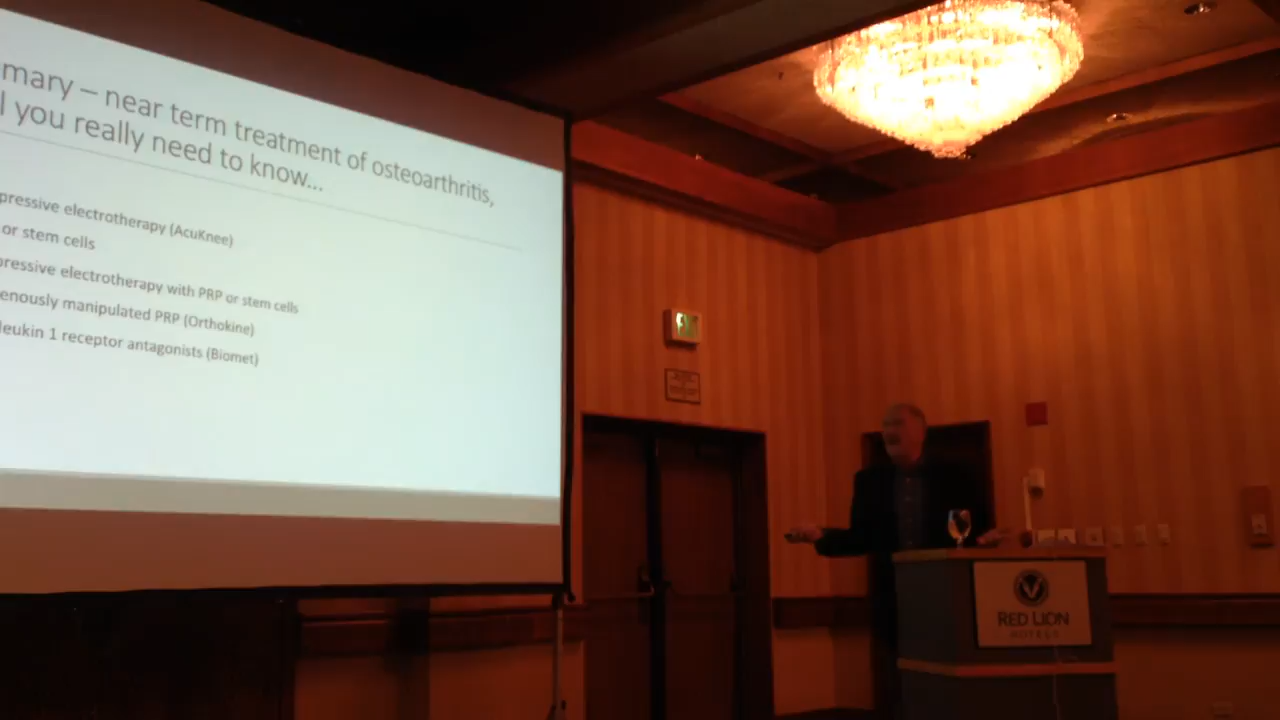 mary – near term treatment of osteoarthritis,
l you really need to know...
pressive electrotherapy (AcuKnee)
or stem cells
pressive electrotherapy with PRP or stem cells
enously manipulated PRP (Orthokine)
leukin 1 receptor antagonists (Biomet)
RED LION
HOTELS